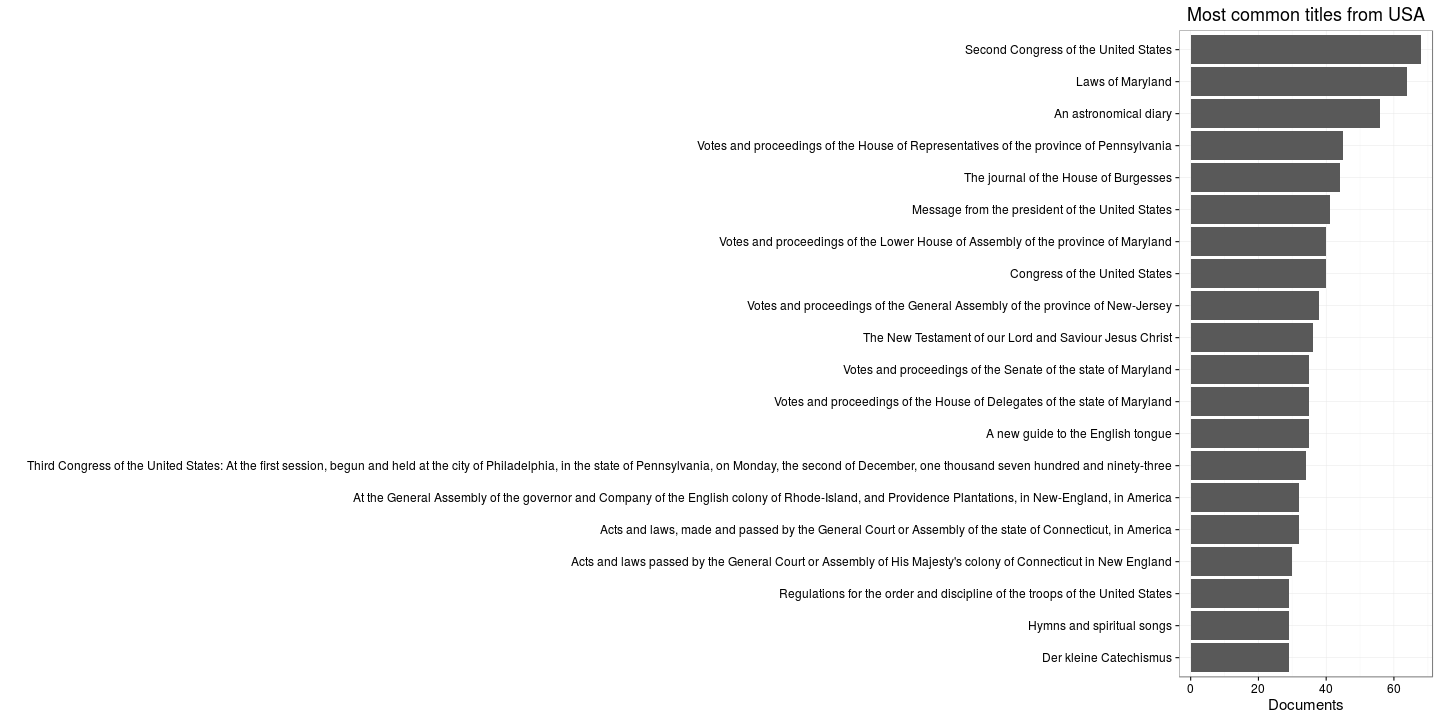 Most common titles from USA
Second Congress of the United States
Laws of Maryland
An astronomical diary
Votes and proceedings of the House of Representatives of the province of Pennsylvania
The journal of the House of Burgesses
Message from the president of the United States
Votes and proceedings of the Lower House of Assembly of the province of Maryland
Congress of the United States
Votes and proceedings of the General Assembly of the province of New-Jersey
The New Testament of our Lord and Saviour Jesus Christ
Votes and proceedings of the Senate of the state of Maryland
Votes and proceedings of the House of Delegates of the state of Maryland
A new guide to the English tongue
Third Congress of the United States: At the first session, begun and held at the city of Philadelphia, in the state of Pennsylvania, on Monday, the second of December, one thousand seven hundred and ninety-three
At the General Assembly of the governor and Company of the English colony of Rhode-Island, and Providence Plantations, in New-England, in America
Acts and laws, made and passed by the General Court or Assembly of the state of Connecticut, in America
Acts and laws passed by the General Court or Assembly of His Majesty's colony of Connecticut in New England
Regulations for the order and discipline of the troops of the United States
Hymns and spiritual songs
Der kleine Catechismus
0 20 40 60
Documents